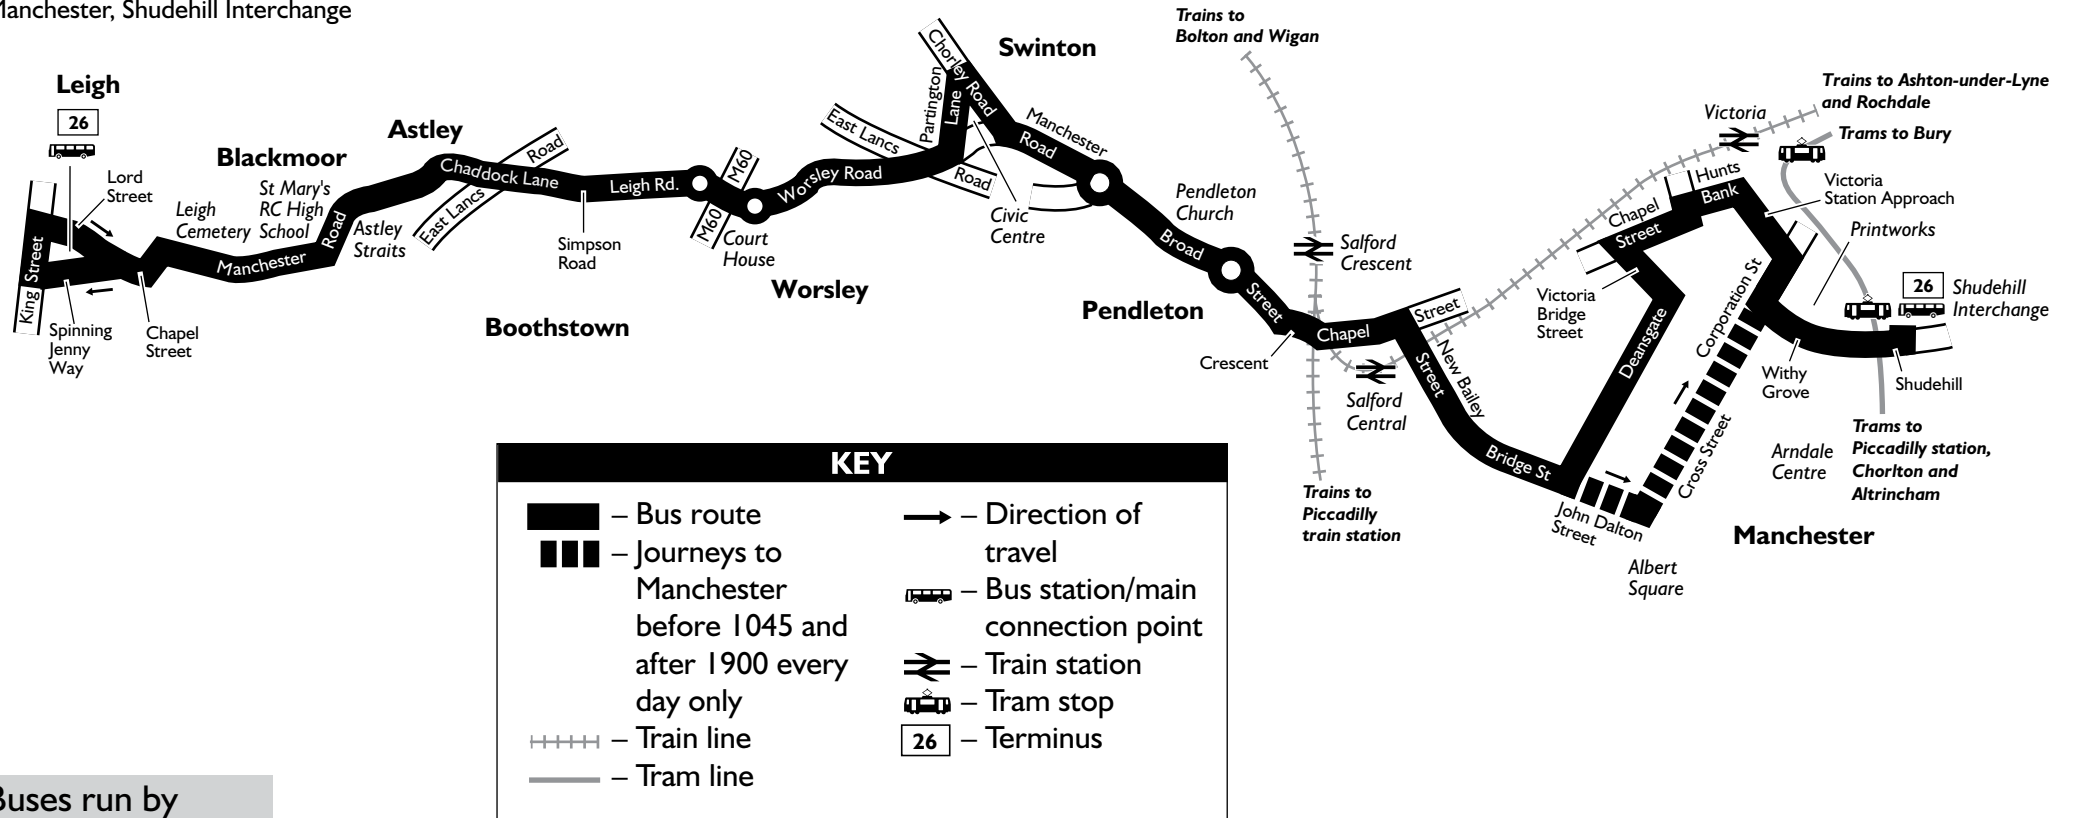 Manchester, Shudehill Interchange
Leigh
26
Lord
Street
King Street
Spinning
Jenny
Way
Chapel
Street
Blackmoor
Leigh
Cemetery
St Mary's
RC High
School
Manchester
Road
Astley
Astley
Straits
Chaddock Lane
East Lancs
Road
Boothstown
Simpson
Road
Leigh Rd.
M60
M60
Court
House
Worsley
Worsley Road
East Lancs
Road
Partington
Lane
Chorley Road
Swinton
Civic
Centre
Manchester
Road
Pendleton
Church
Broad
Street
Pendleton
Crescent
Trains to
Bolton and Wigan
Salford
Crescent
Chapel
Street
Salford
Central
Trains to
Piccadilly
train station
New Bailey
Street
Bridge St
John Dalton
Street
Albert
Square
Deansgate
Victoria
Bridge
Street
Chapel
Street
Hunts
Bank
Victoria
Trains to Ashton-under-Lyne
and Rochdale
Trams to Bury
Victoria
Station Approach
Printworks
Corporation St
Cross Street
26
Shudehill
Interchange
Withy
Grove
Shudehill
Arndale
Centre
Trams to
Piccadilly station,
Chorlton and
Altrincham
Manchester
KEY
– Bus route
– Journeys to
Manchester
before 1045 and
after 1900 every
day only
– Train line
– Tram line
– Direction of
travel
– Bus station/main
connection point
– Train station
– Tram stop
26 – Terminus
Buses run by